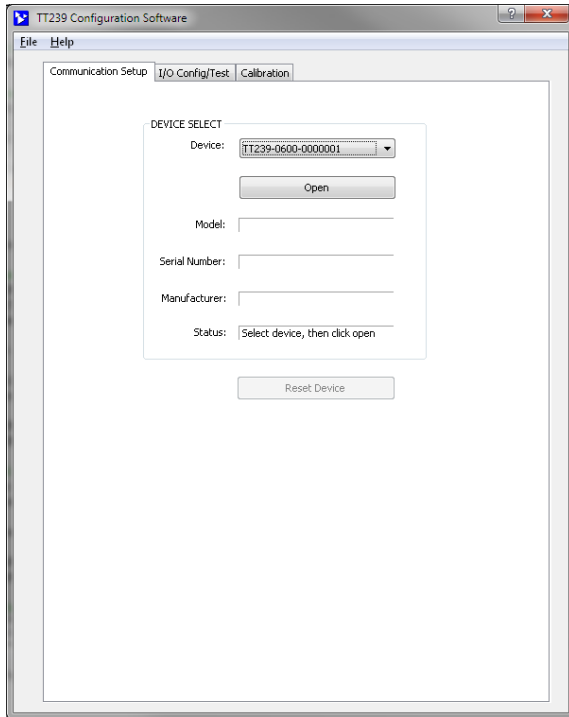 TT239 Configuration Software
File Help
Communication Setup I/O Config/Test Calibration
DEVICE SELECT
Device: TT239-0600-0000001
Open
Model:
Serial Number:
Manufacturer:
Status: Select device, then click open
Reset Device